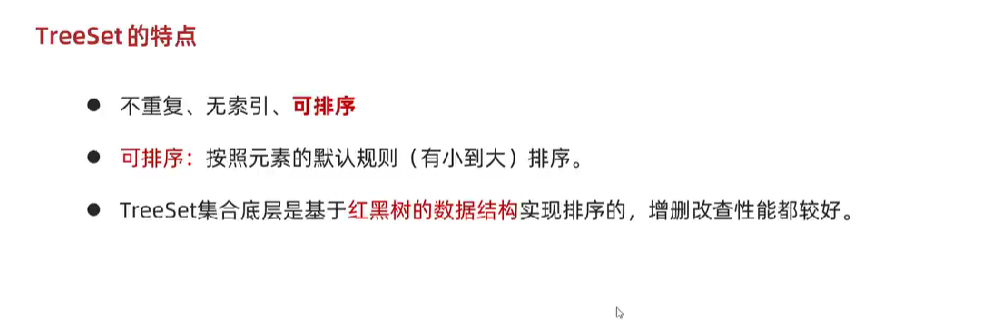 TreeSet 的特点
● 不重复、无索引、可排序
● 可排序：按照元素的默认规则（有小到大）排序。
● TreeSet集合底层是基于红黑树的数据结构实现排序的，增删改查性能都较好。